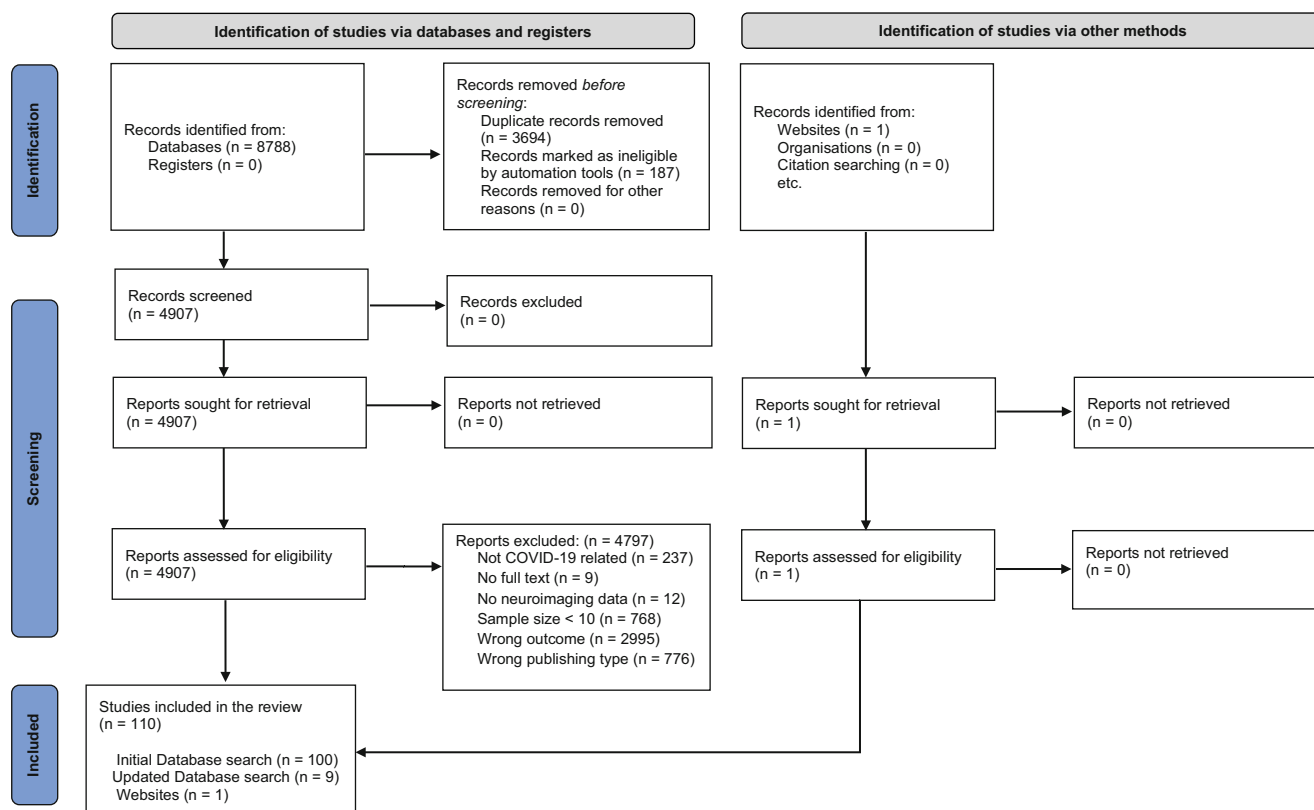 Identification of studies via databases and registers
Identification of studies via other methods
Identification
Records identified from:
Databases (n = 8788)
Registers (n = 0)
Records removed before
screening:
Duplicate records removed
(n = 3694)
Records marked as ineligible
by automation tools (n = 187)
Records removed for other
reasons (n = 0)
Records identified from:
Websites (n = 1)
Organisations (n = 0)
Citation searching (n = 0)
etc.
Screening
Records screened
(n = 4907)
Records excluded
(n = 0)
Reports sought for retrieval
(n = 4907)
Reports not retrieved
(n = 0)
Reports sought for retrieval
(n = 1)
Reports not retrieved
(n = 0)
Reports assessed for eligibility
(n = 4907)
Reports excluded: (n = 4797)
Not COVID-19 related (n = 237)
No full text (n = 9)
No neuroimaging data (n = 12)
Sample size < 10 (n = 768)
Wrong outcome (n = 2995)
Wrong publishing type (n = 776)
Reports assessed for eligibility
(n = 1)
Reports not retrieved
(n = 0)
Included
Studies included in the review
(n = 110)
Initial Database search (n = 100)
Updated Database search (n = 9)
Websites (n = 1)